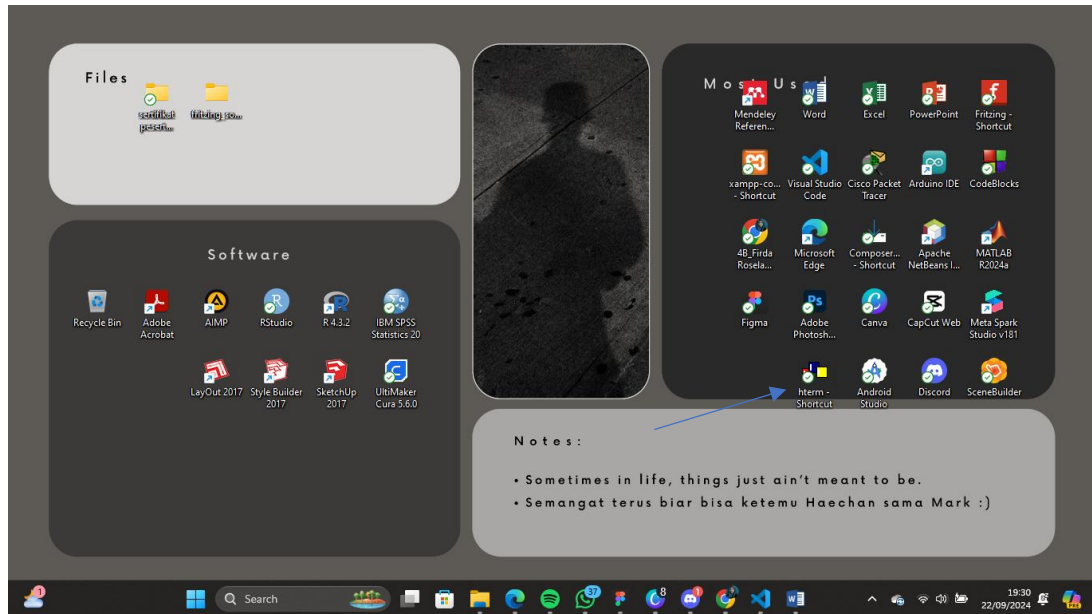 Files
sertifikat
pesert...
fritzing_so...
Software
Recycle Bin
Adobe
Acrobat
AIMP
RStudio
R 4.3.2
IBM SPSS
Statistics 20
LayOut 2017
Style Builder
2017
SketchUp
2017
UltiMaker
Cura 5.6.0
Most Used
Mendeley
Referen...
Word
Excel
PowerPoint
Fritzing -
Shortcut
xampp-co...
- Shortcut
Visual Studio
Code
Cisco Packet
Tracer
Arduino IDE
CodeBlocks
4B_Firda
Rosela...
Microsoft
Edge
Composer...
- Shortcut
Apache
NetBeans I...
MATLAB
R2024a
Figma
Adobe
Photosh...
Canva
CapCut Web
Meta Spark
Studio v181
hterm -
Shortcut
Android
Studio
Discord
SceneBuilder
Notes:
• Sometimes in life, things just ain't meant to be.
• Semangat terus biar bisa ketemu Haechan sama Mark :)
1
Search
37
8
19:30
22/09/2024